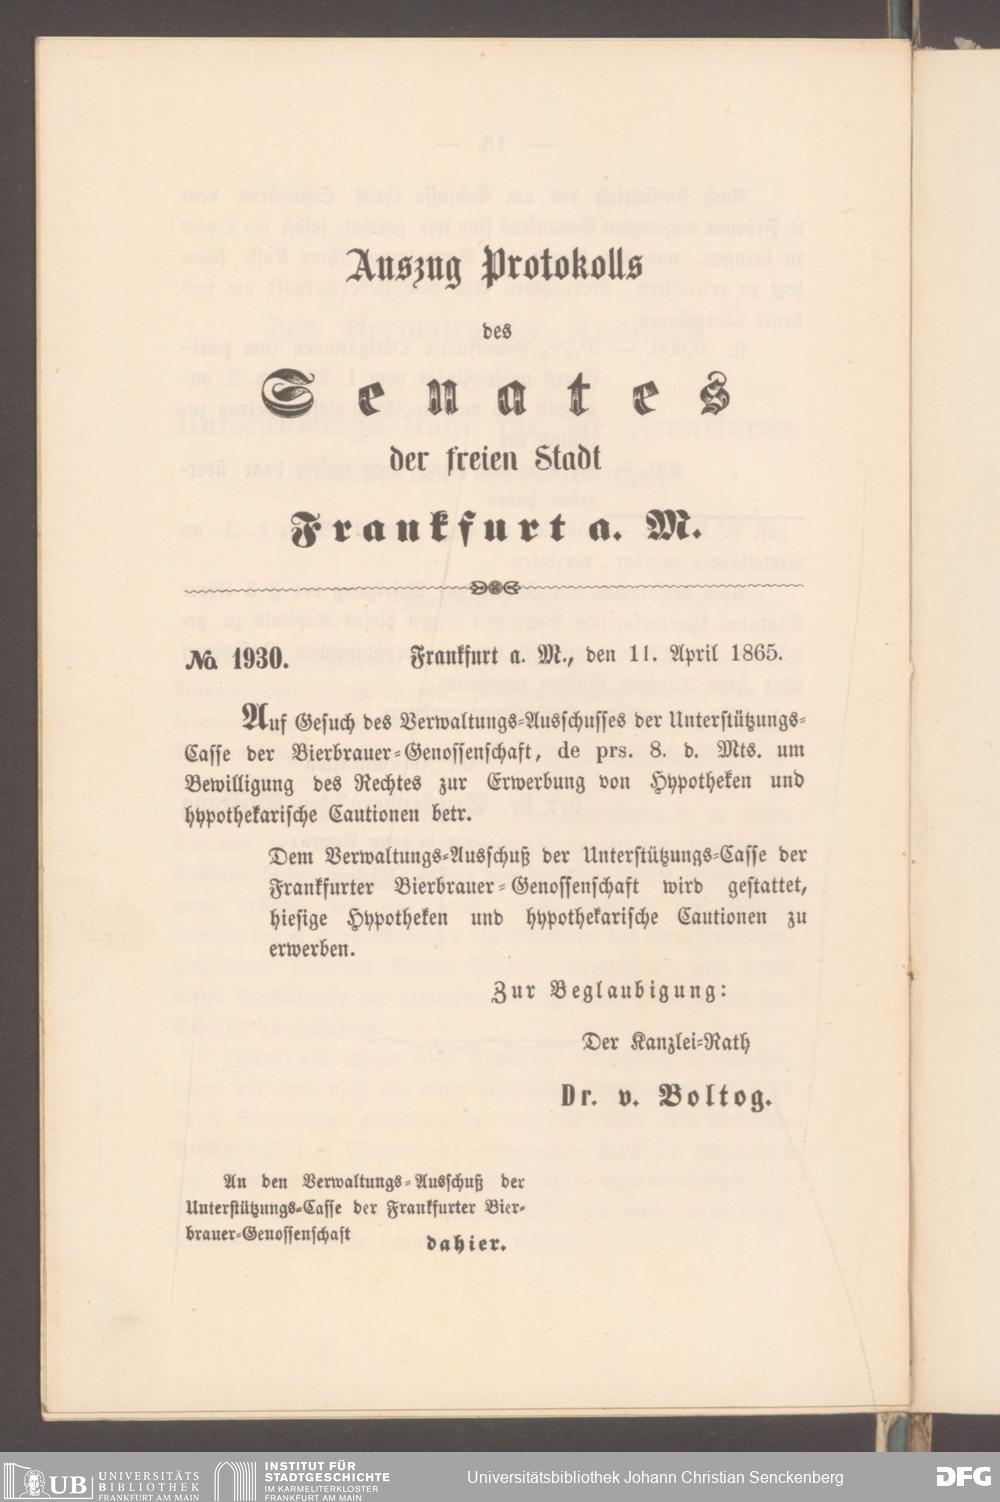 Auszug Protokolls
des
Senates
der freien Stadt
Frankfurt a. M.
No. 1930. Frankfurt a. M., den 11. April 1865.
Auf Gesuch des Verwaltungs-Ausschusses der Unterstützungs-
Casse der Bierbrauer-Genossenschaft, de prs. 8. d. Mts. um
Bewilligung des Rechtes zur Erwerbung von Hypotheken und
hypothekarische Cautionen betr.
Dem Verwaltungs-Ausschuß der Unterstützungs-Casse der
Frankfurter Bierbrauer-Genossenschaft wird gestattet,
hiesige Hypotheken und hypothekarische Cautionen zu
erwerben.
Zur Beglaubigung:
Der Kanzlei-Rath
Dr. v. Boltog.
An den Verwaltungs-Ausschuß der
Unterstützungs-Casse der Frankfurter Bier-
brauer-Genossenschaft
dahier.
UB UNIVERSITÄTS
BIBLIOTHEK
FRANKFURT AM MAIN
INSTITUT FÜR
STADTGESCHICHTE
IM KARMELITERKLOSTER
FRANKFURT AM MAIN
Universitätsbibliothek Johann Christian Senckenberg
DFG